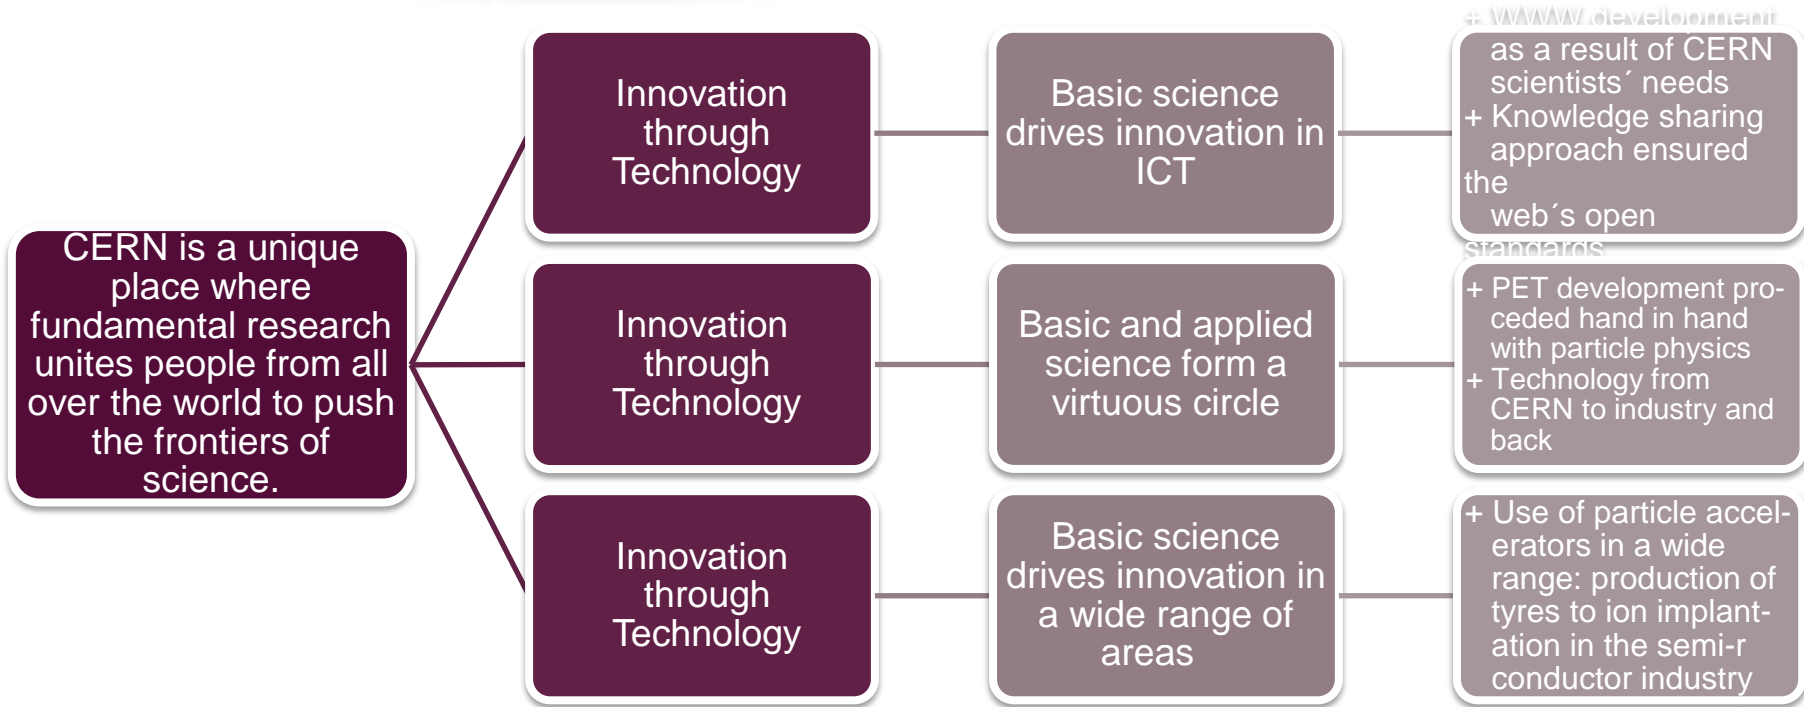 CERN is a unique
place where
fundamental research
unites people from all
over the world to push
the frontiers of
science.
Innovation
through
Technology
Basic science
drives innovation in
ICT
+ WWW development
as a result of CERN
scientists´ needs
+ Knowledge sharing
approach ensured
the
web´s open
standards
Innovation
through
Technology
Basic and applied
science form a
virtuous circle
+ PET development pro-
ceded hand in hand
with particle physics
+ Technology from
CERN to industry and
back
Innovation
through
Technology
Basic science
drives innovation in
a wide range of
areas
+ Use of particle accel-
erators in a wide
range: production of
tyres to ion implant-
ation in the semi-r
conductor industry